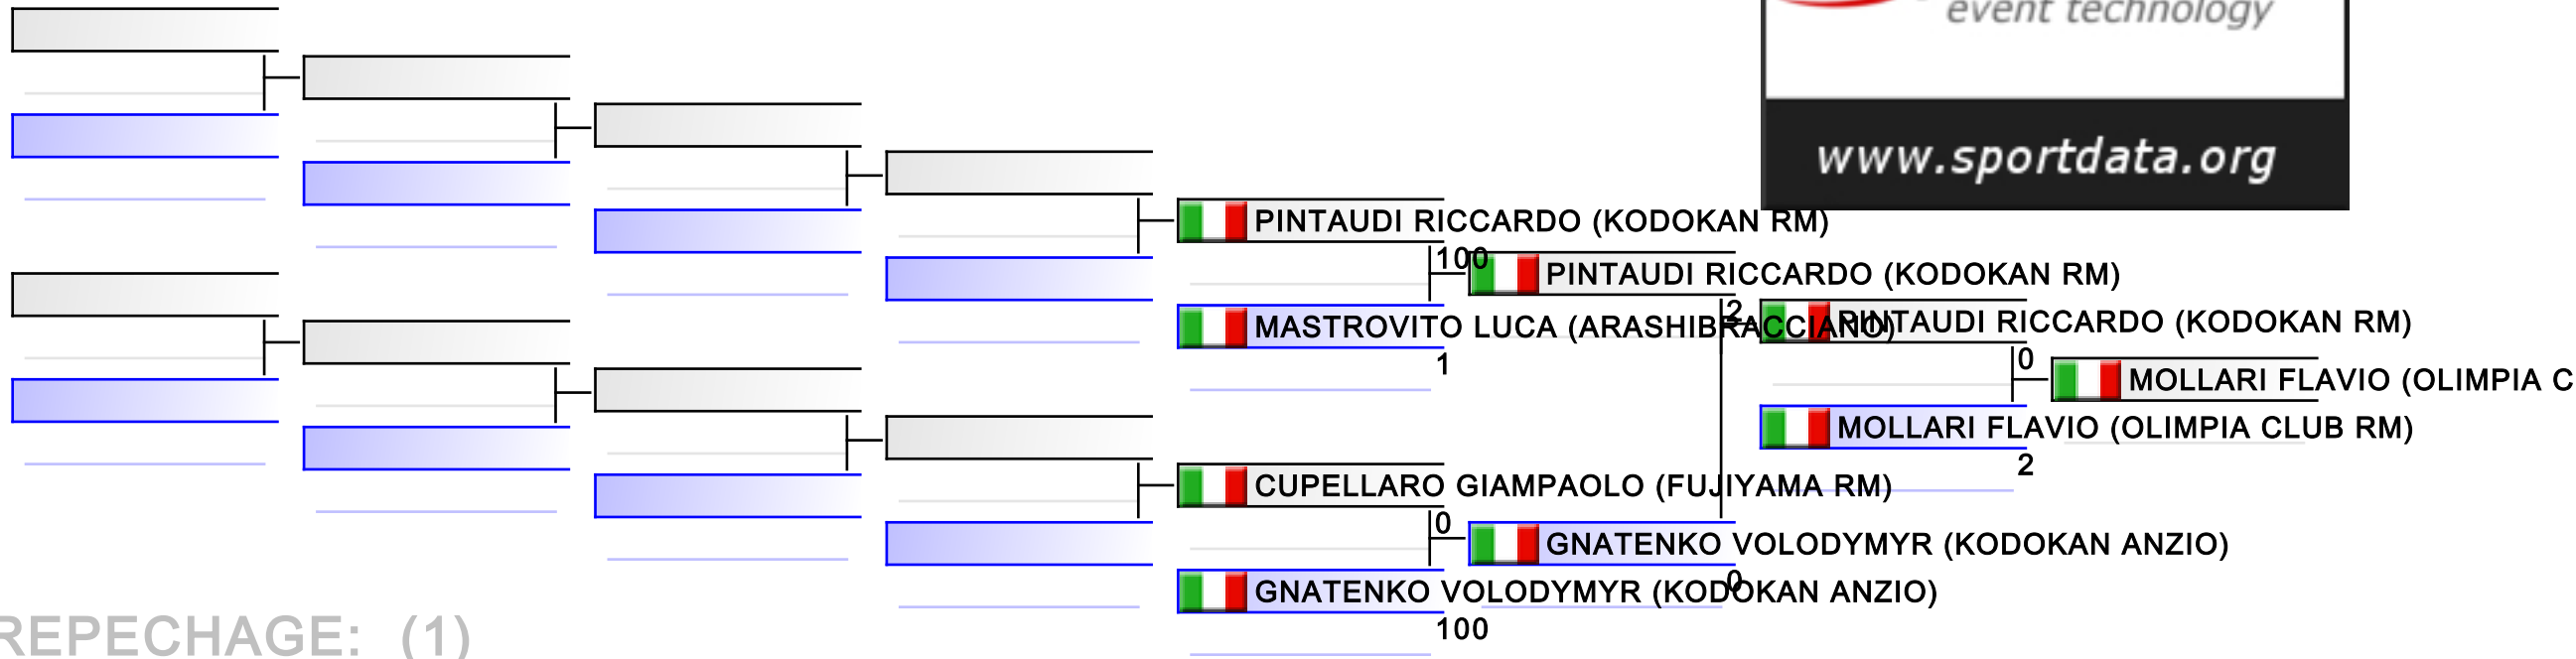 event technology
www.sportdata.org
PINTAUDI RICCARDO (KODOKAN RM)
100
PINTAUDI RICCARDO (KODOKAN RM)
MASTROVITO LUCA (ARASHIBRACCIANO)
1
2
PINTAUDI RICCARDO (KODOKAN RM)
0
MOLLARI FLAVIO (OLIMPIA C
MOLLARI FLAVIO (OLIMPIA CLUB RM)
2
CUPELLARO GIAMPAOLO (FUJIYAMA RM)
0
GNATENKO VOLODYMYR (KODOKAN ANZIO)
0
GNATENKO VOLODYMYR (KODOKAN ANZIO)
100
REPECHAGE: (1)